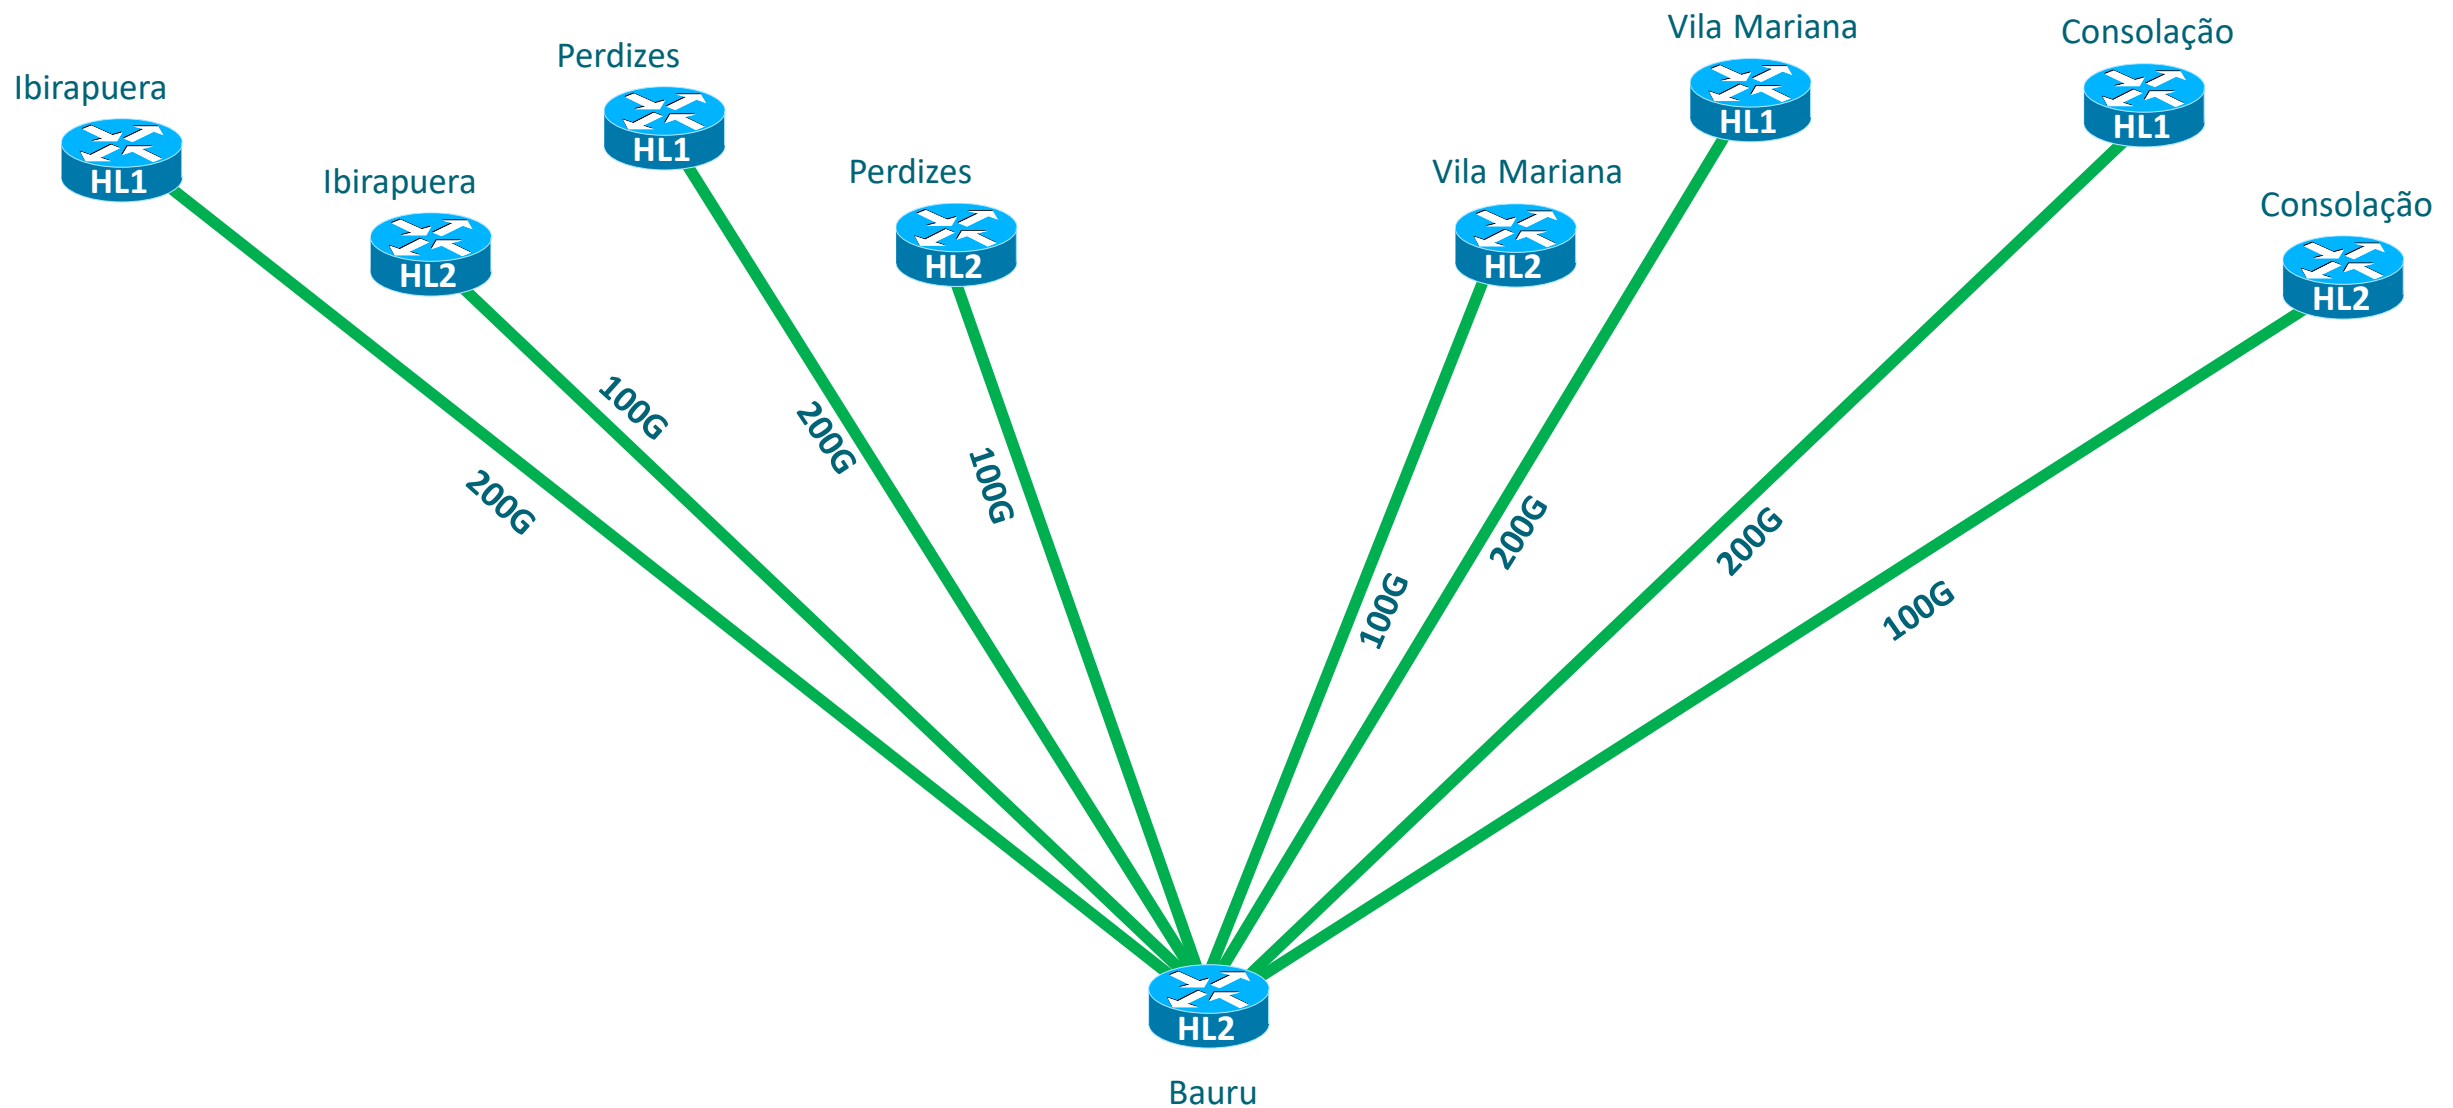 Ibirapuera
HL1
Ibirapuera
HL2
Perdizes
HL1
Perdizes
HL2
Vila Mariana
HL2
Vila Mariana
HL1
Consolação
HL1
Consolação
HL2
200G
100G
200G
100G
100G
200G
200G
100G
HL2
Bauru